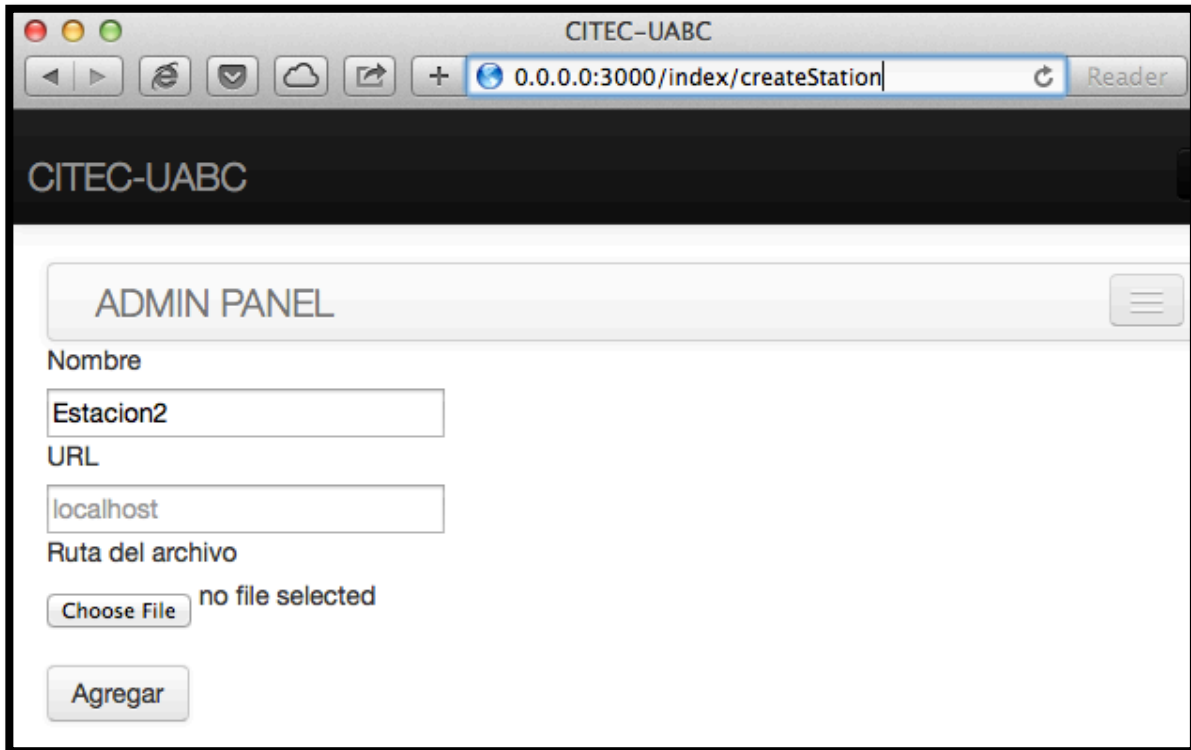 CITEC-UABC
0.0.0.0:3000/index/createStation
Reader
CITEC-UABC
ADMIN PANEL
Nombre
Estacion2
URL
localhost
Ruta del archivo
Choose File no file selected
Agregar